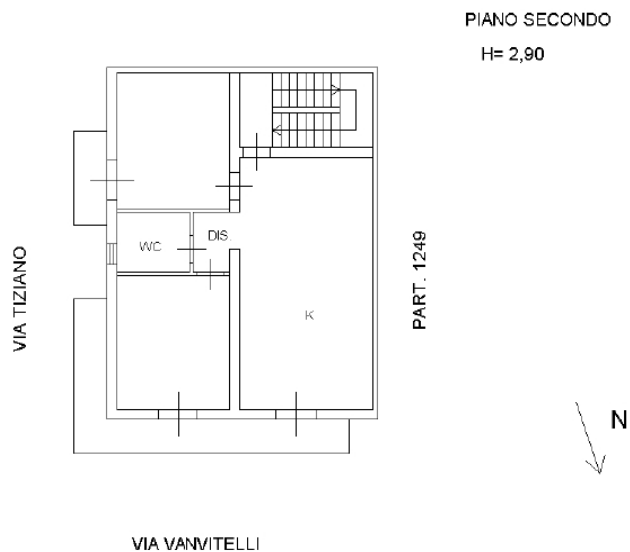 PIANO SECONDO
H= 2,90
WC
DIS
K
VIA TIZIANO
PART. 1249
N
VIA VANVITELLI